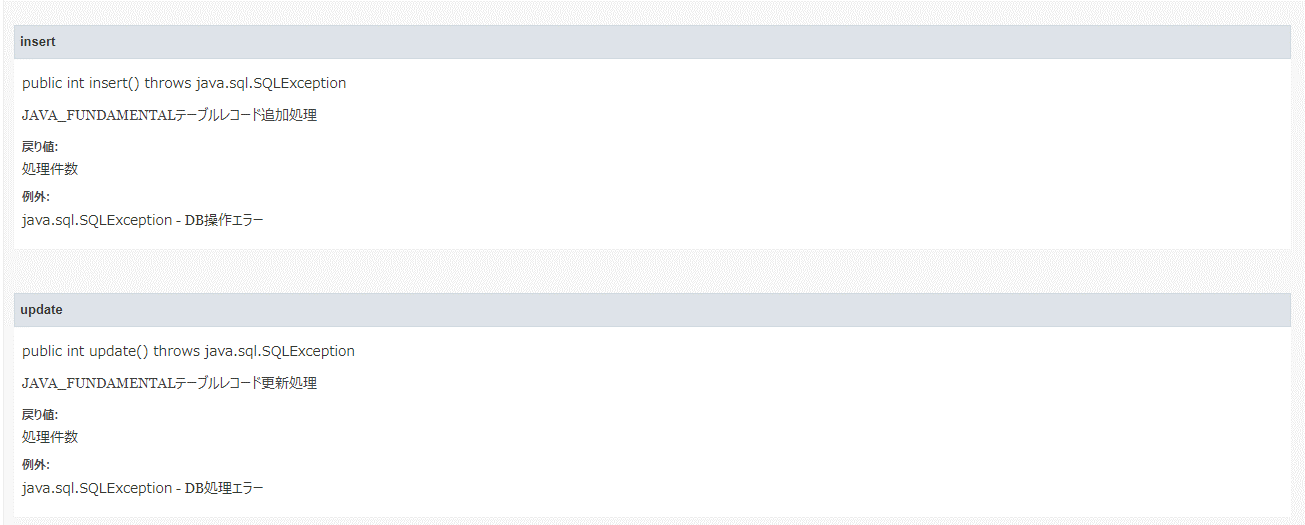 insert
public int insert() throws java.sql.SQLException
JAVA_FUNDAMENTALテーブルレコード追加処理
戻り値:
処理件数
例外:
java.sql.SQLException - DB操作エラー
update
public int update() throws java.sql.SQLException
JAVA_FUNDAMENTALテーブルレコード更新処理
戻り値:
処理件数
例外:
java.sql.SQLException - DB処理エラー